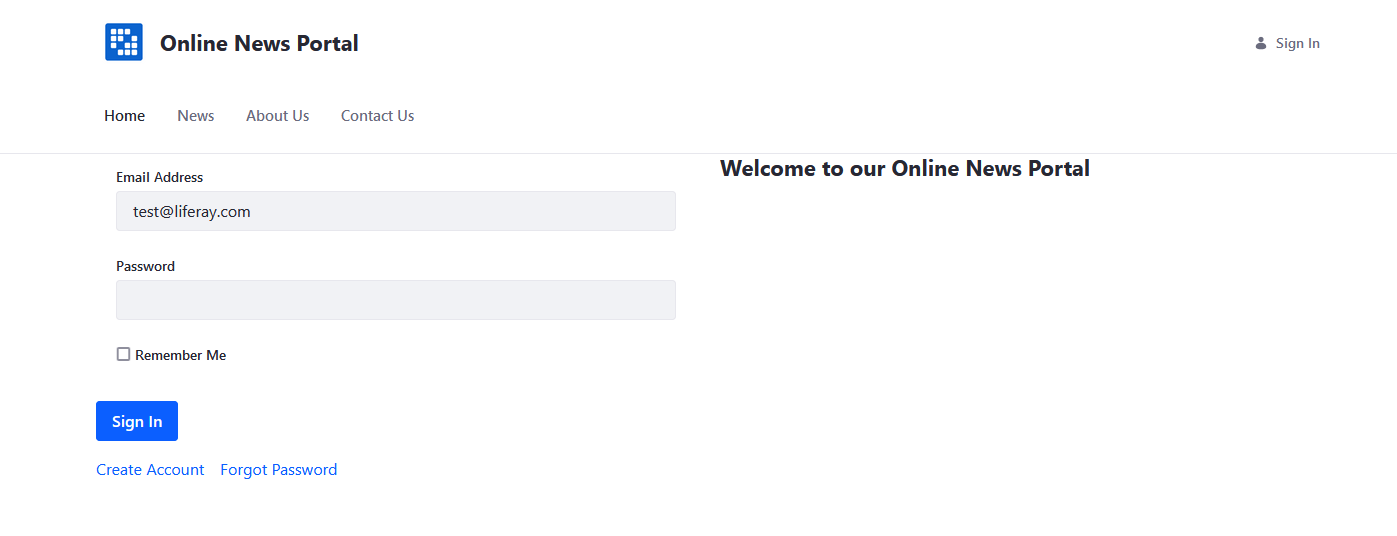 Online News Portal
Sign In
Home News About Us Contact Us
Email Address
test@liferay.com
Password
Remember Me
Sign In
Create Account Forgot Password
Welcome to our Online News Portal